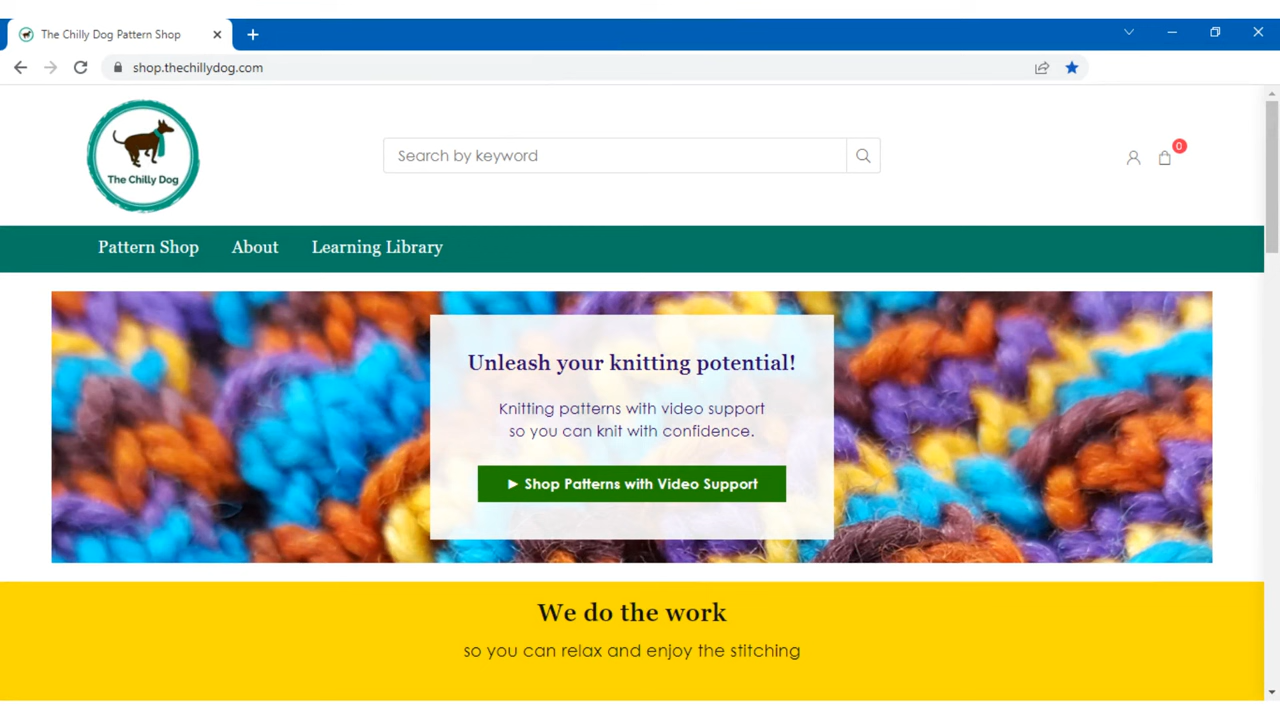 The Chilly Dog Pattern Shop
shop.thechillydog.com
The Chilly Dog
Search by keyword
0
Pattern Shop About Learning Library
Unleash your knitting potential!
Knitting patterns with video support
so you can knit with confidence.
► Shop Patterns with Video Support
We do the work
so you can relax and enjoy the stitching